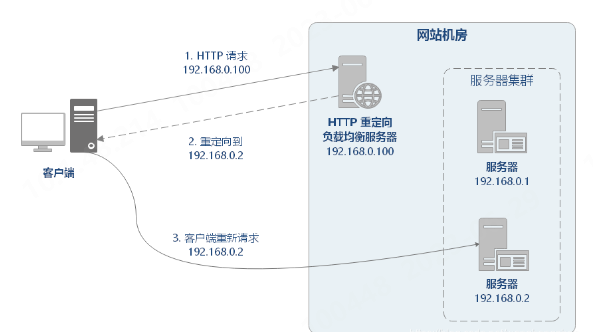 网站机房
1. HTTP 请求
192.168.0.100
服务器集群
HTTP 重定向
负载均衡服务器
192.168.0.100
2. 重定向到
192.168.0.2
客户端
服务器
192.168.0.1
3. 客户端重新请求
192.168.0.2
服务器
192.168.0.2